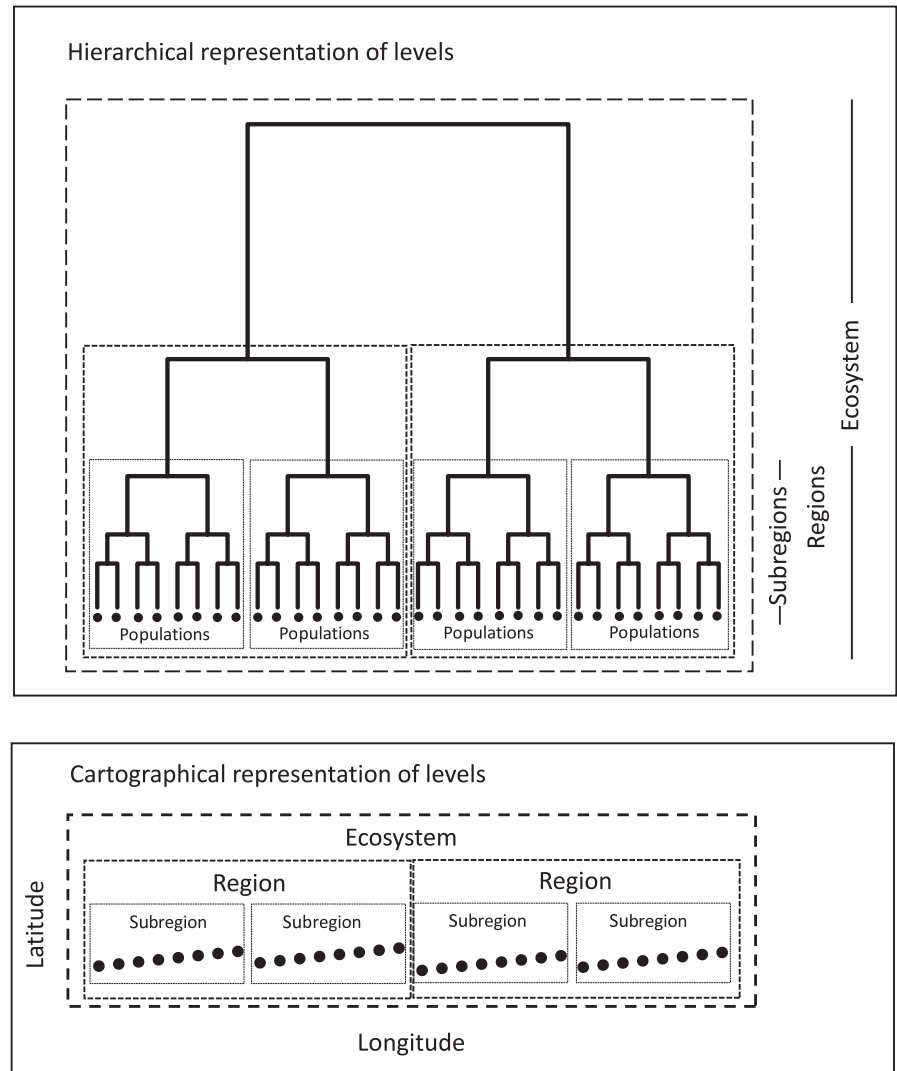 Hierarchical representation of levels
Populations
Populations
Populations
Populations
Subregions
Regions
Ecosystem
Cartographical representation of levels
Ecosystem
Region
Region
Subregion
Subregion
Subregion
Subregion
Latitude
Longitude